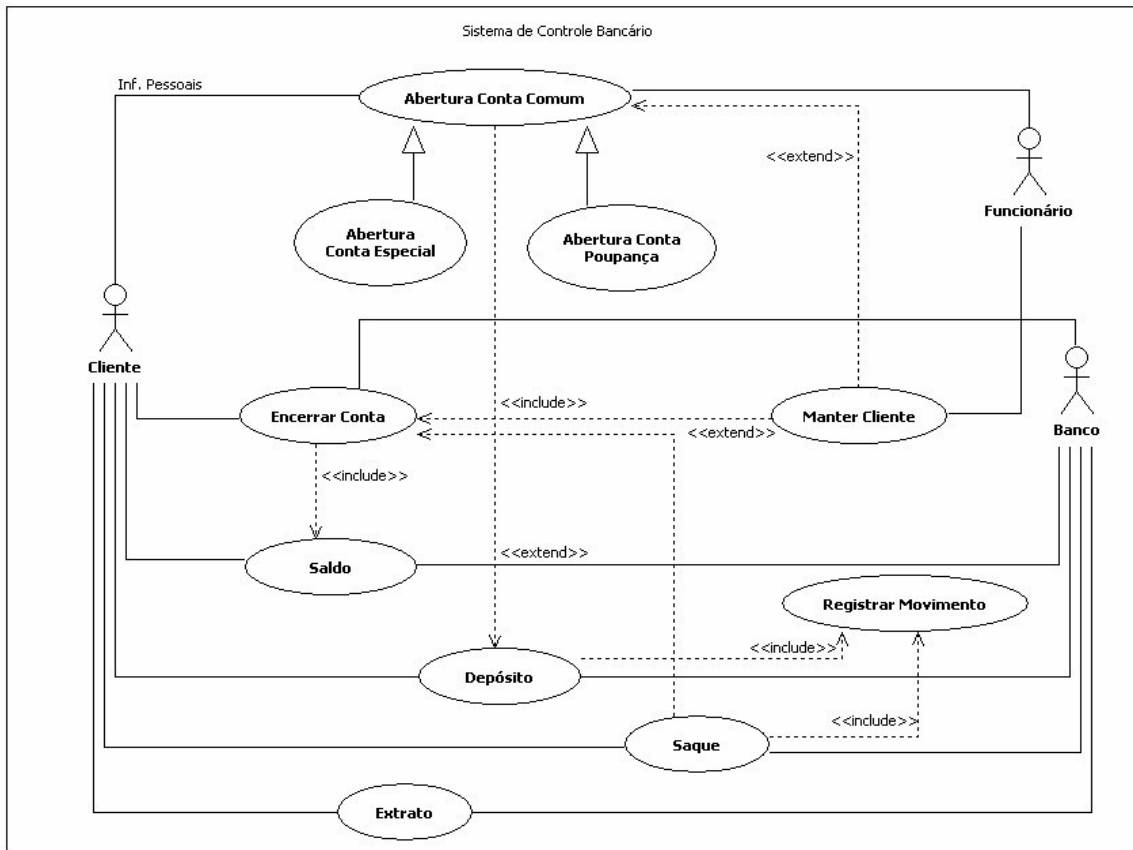 Sistema de Controle Bancário
Inf. Pessoais
Abertura Conta Comum
<<extend>>
Funcionário
Abertura
Conta Especial
Abertura Conta
Poupança
Cliente
Banco
Encerrar Conta
<<include>>
<<extend>>
Manter Cliente
<<include>>
Saldo
<<extend>>
Registrar Movimento
Depósito
<<include>>
Saque
<<include>>
Extrato